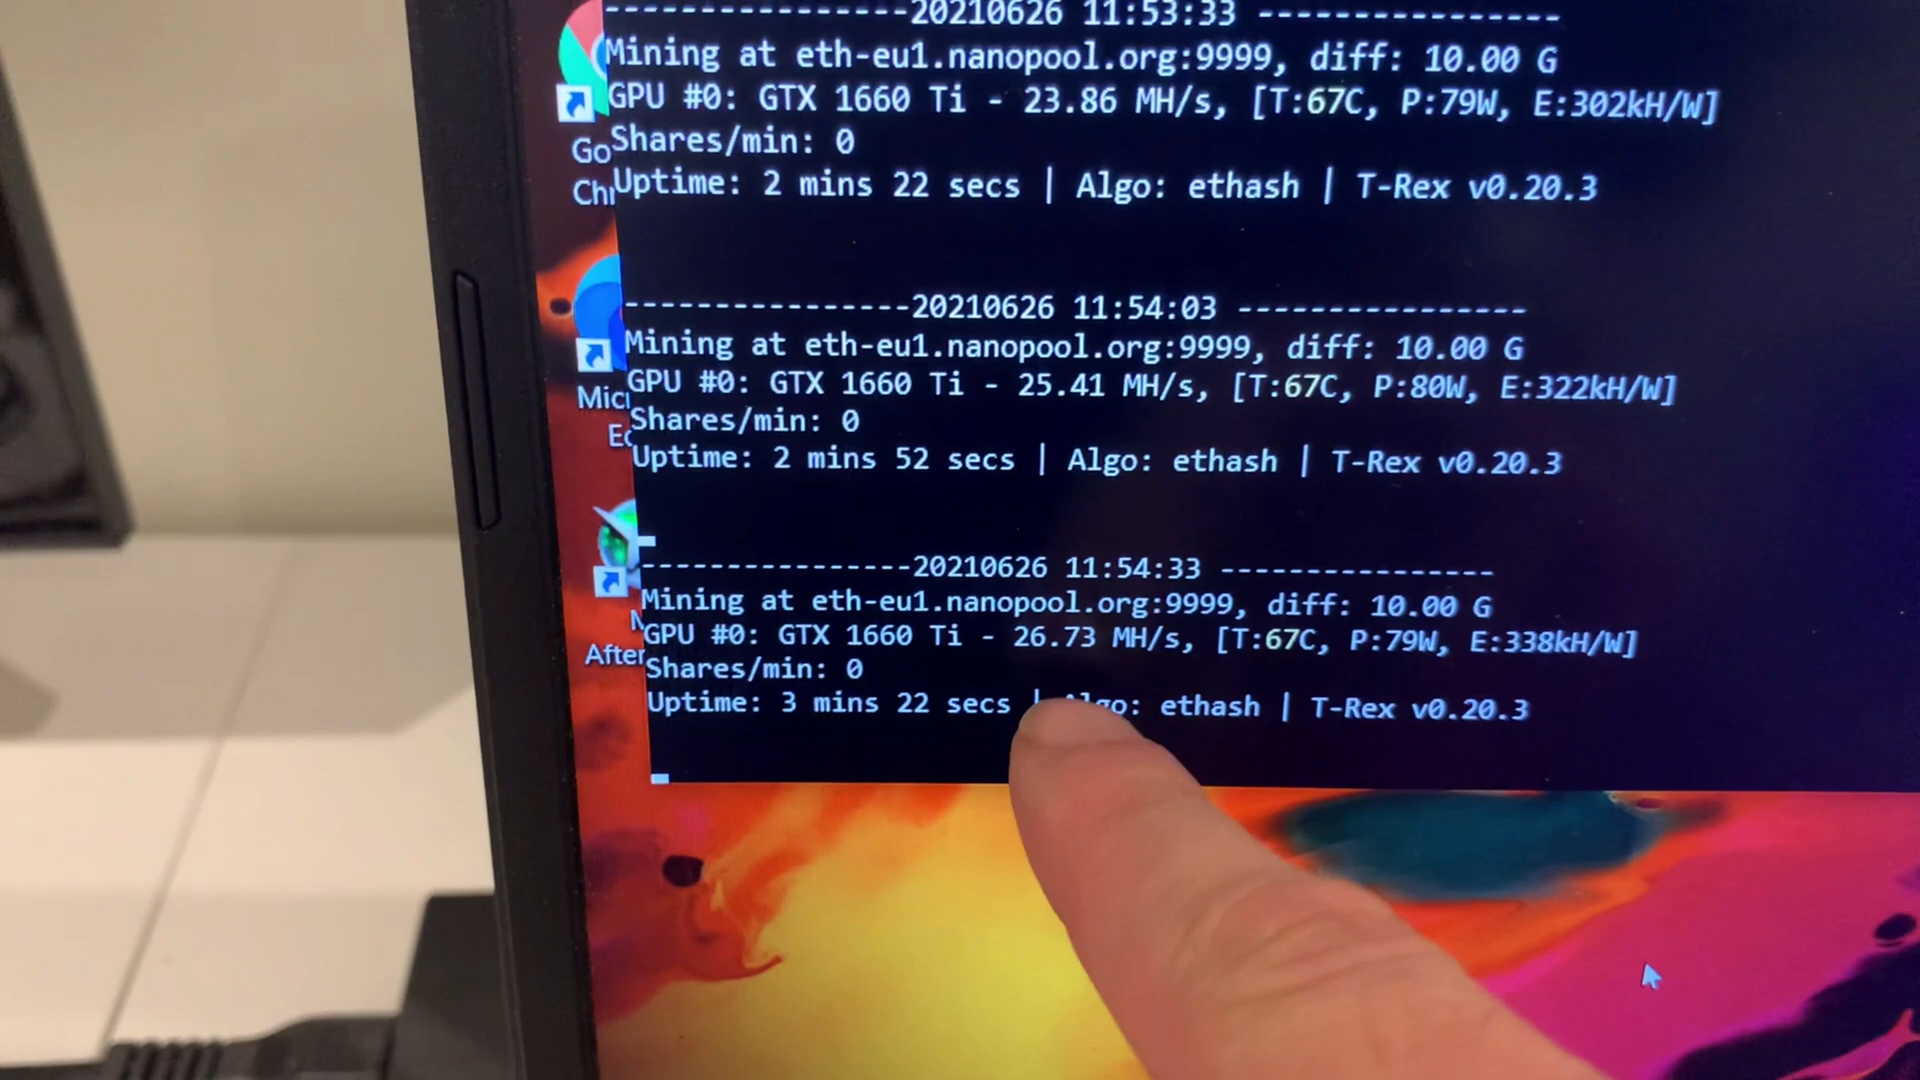 ----------------20210626 11:53:33 ----------------
Mining at eth-eu1.nanopool.org:9999, diff: 10.00 G
GPU #0: GTX 1660 Ti - 23.86 MH/s, [T:67C, P:79W, E:302kH/W]
Shares/min: 0
Uptime: 2 mins 22 secs | Algo: ethash | T-Rex v0.20.3
Go
Chr
----------------20210626 11:54:03 ----------------
Mining at eth-eu1.nanopool.org:9999, diff: 10.00 G
GPU #0: GTX 1660 Ti - 25.41 MH/s, [T:67C, P:80W, E:322kH/W]
Shares/min: 0
Uptime: 2 mins 52 secs | Algo: ethash | T-Rex v0.20.3
Micr
Ed
----------------20210626 11:54:33 ----------------
Mining at eth-eu1.nanopool.org:9999, diff: 10.00 G
GPU #0: GTX 1660 Ti - 26.73 MH/s, [T:67C, P:79W, E:338kH/W]
Shares/min: 0
Uptime: 3 mins 22 secs | Algo: ethash | T-Rex v0.20.3
After